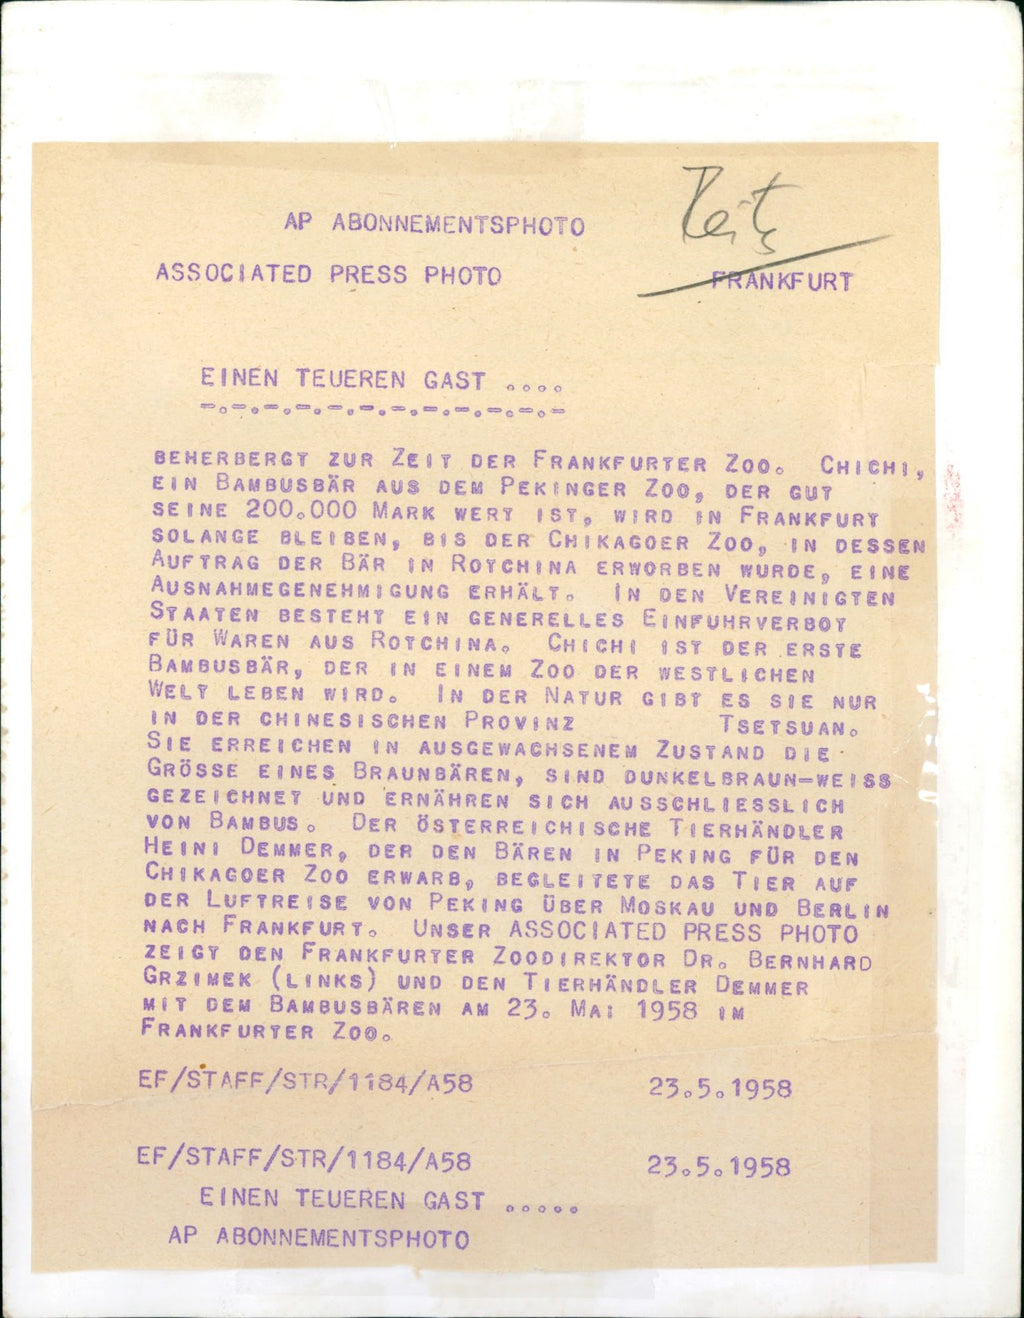 AP ABONNEMENTSPHOTO
ASSOCIATED PRESS PHOTO FRANKFURT
EINEN TEUEREN GAST ....
-.-.-.-.-.-.-.-.-.-.-.-
BEHERBERGT ZUR ZEIT DER FRANKFURTER ZOO. CHICHI,
EIN BAMBUSBÄR AUS DEM PEKINGER ZOO, DER GUT
SEINE 200.000 MARK WERT IST, WIRD IN FRANKFURT
SOLANGE BLEIBEN, BIS DER CHIKAGOER ZOO, IN DESSEN
AUFTRAG DER BÄR IN ROTCHINA ERWORBEN WURDE, EINE
AUSNAHMEGENEHMIGUNG ERHÄLT. IN DEN VEREINIGTEN
STAATEN BESTEHT EIN GENERELLES EINFUHRVERBOT
FÜR WAREN AUS ROTCHINA. CHICHI IST DER ERSTE
BAMBUSBÄR, DER IN EINEM ZOO DER WESTLICHEN
WELT LEBEN WIRD. IN DER NATUR GIBT ES SIE NUR
IN DER CHINESISCHEN PROVINZ TSETSUAN.
SIE ERREICHEN IN AUSGEWACHSENEM ZUSTAND DIE
GRÖSSE EINES BRAUNBÄREN, SIND DUNKELBRAUN-WEISS
GEZEICHNET UND ERNÄHREN SICH AUSSCHLIESSLICH
VON BAMBUS. DER ÖSTERREICHISCHE TIERHÄNDLER
HEINI DEMMER, DER DEN BÄREN IN PEKING FÜR DEN
CHIKAGOER ZOO ERWARB, BEGLEITETE DAS TIER AUF
DER LUFTREISE VON PEKING ÜBER MOSKAU UND BERLIN
NACH FRANKFURT. UNSER ASSOCIATED PRESS PHOTO
ZEIGT DEN FRANKFURTER ZOODIREKTOR DR. BERNHARD
GRZIMEK (LINKS) UND DEN TIERHÄNDLER DEMMER
MIT DEM BAMBUSBÄREN AM 23. MAI 1958 IM
FRANKFURTER ZOO.
EF/STAFF/STR/1184/A58 23.5.1958
EF/STAFF/STR/1184/A58 23.5.1958
EINEN TEUEREN GAST .....
AP ABONNEMENTSPHOTO